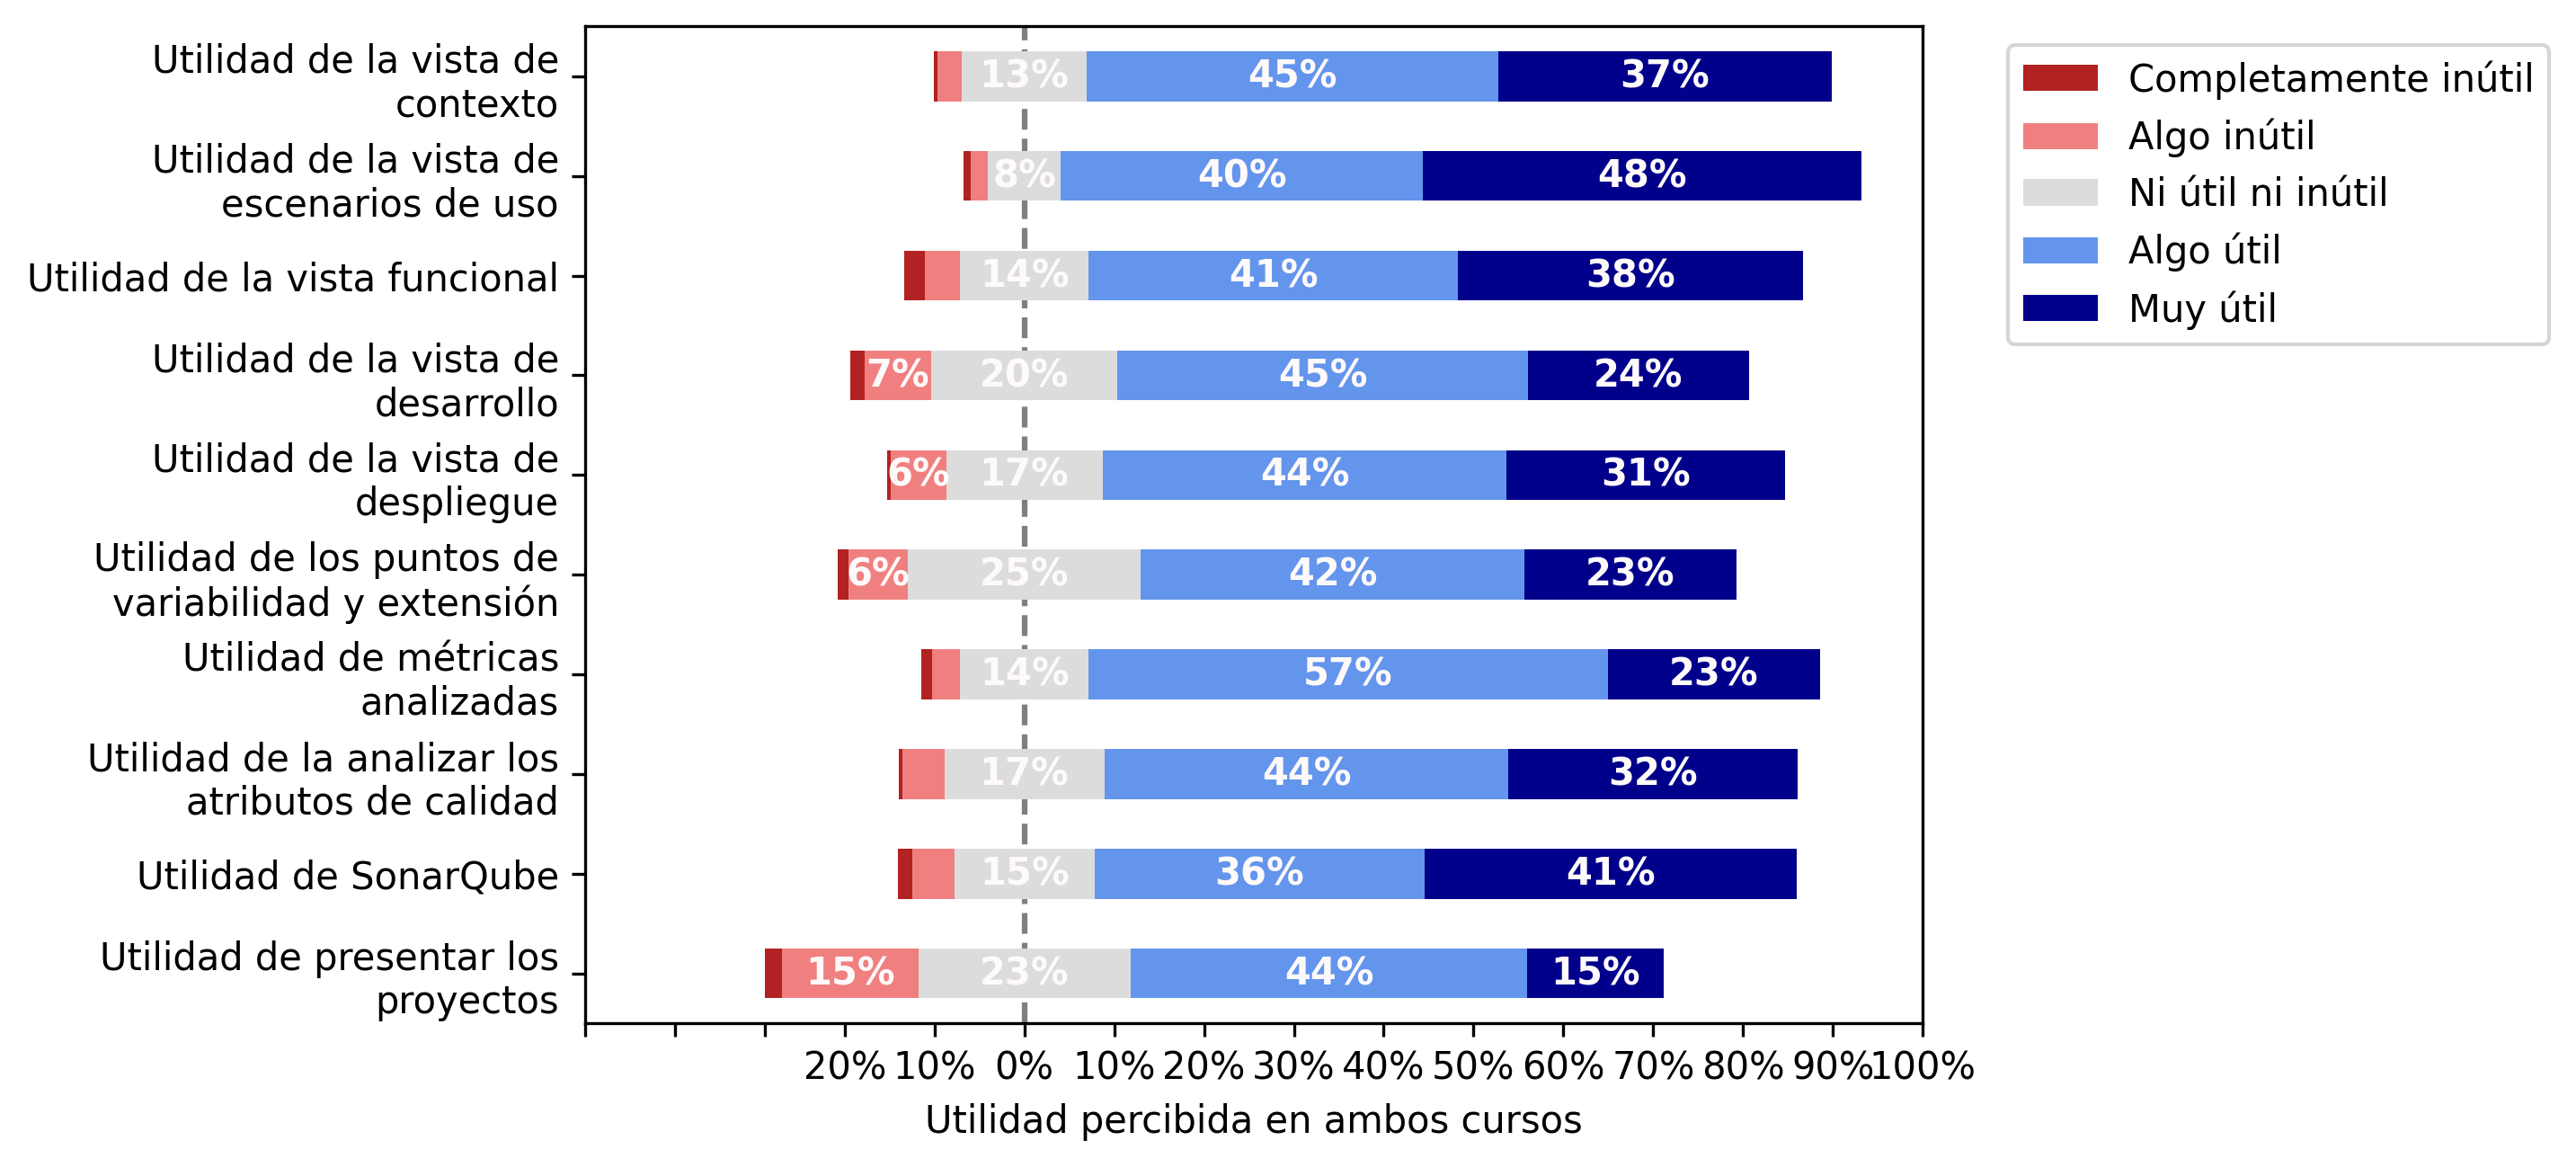 Utilidad de la vista de
contexto
13% 45% 37%
Utilidad de la vista de
escenarios de uso
8% 40% 48%
Utilidad de la vista funcional
14% 41% 38%
Utilidad de la vista de
desarrollo
7% 20% 45% 24%
Utilidad de la vista de
despliegue
6% 17% 44% 31%
Utilidad de los puntos de
variabilidad y extensión
6% 25% 42% 23%
Utilidad de métricas
analizadas
14% 57% 23%
Utilidad de la analizar los
atributos de calidad
17% 44% 32%
Utilidad de SonarQube
15% 36% 41%
Utilidad de presentar los
proyectos
15% 23% 44% 15%
20% 10% 0% 10% 20% 30% 40% 50% 60% 70% 80% 90% 100%
Utilidad percibida en ambos cursos
Completamente inútil
Algo inútil
Ni útil ni inútil
Algo útil
Muy útil